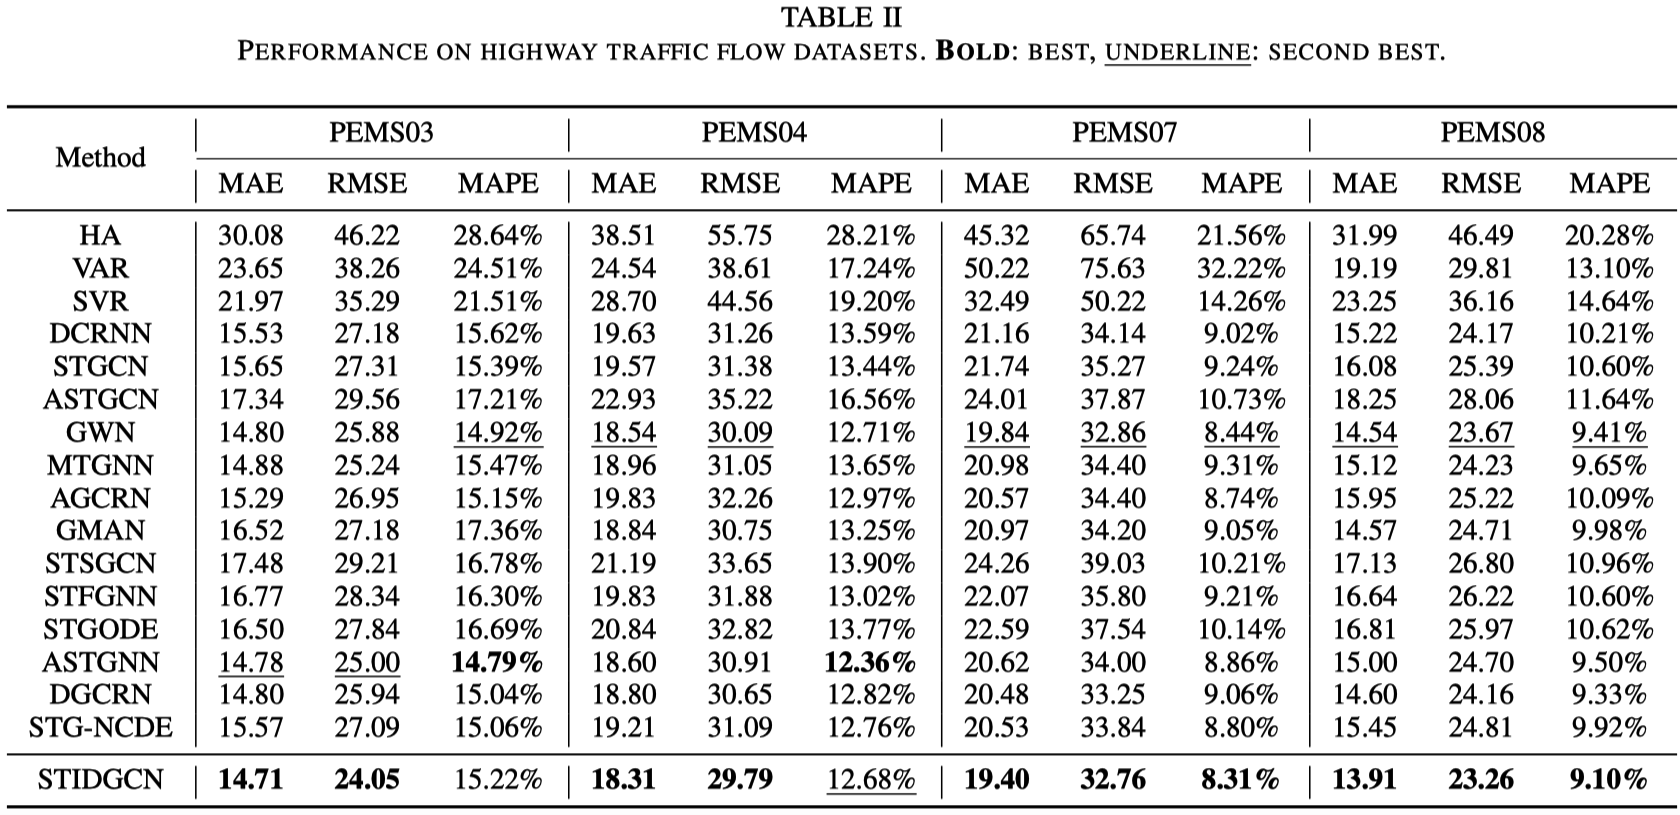 TABLE II
PERFORMANCE ON HIGHWAY TRAFFIC FLOW DATASETS. BOLD: BEST, UNDERLINE: SECOND BEST.
Method PEMS03 PEMS04 PEMS07 PEMS08
MAE RMSE MAPE MAE RMSE MAPE MAE RMSE MAPE MAE RMSE MAPE
HA 30.08 46.22 28.64% 38.51 55.75 28.21% 45.32 65.74 21.56% 31.99 46.49 20.28%
VAR 23.65 38.26 24.51% 24.54 38.61 17.24% 50.22 75.63 32.22% 19.19 29.81 13.10%
SVR 21.97 35.29 21.51% 28.70 44.56 19.20% 32.49 50.22 14.26% 23.25 36.16 14.64%
DCRNN 15.53 27.18 15.62% 19.63 31.26 13.59% 21.16 34.14 9.02% 15.22 24.17 10.21%
STGCN 15.65 27.31 15.39% 19.57 31.38 13.44% 21.74 35.27 9.24% 16.08 25.39 10.60%
ASTGCN 17.34 29.56 17.21% 22.93 35.22 16.56% 24.01 37.87 10.73% 18.25 28.06 11.64%
GWN 14.80 25.88 14.92% 18.54 30.09 12.71% 19.84 32.86 8.44% 14.54 23.67 9.41%
MTGNN 14.88 25.24 15.47% 18.96 31.05 13.65% 20.98 34.40 9.31% 15.12 24.23 9.65%
AGCRN 15.29 26.95 15.15% 19.83 32.26 12.97% 20.57 34.40 8.74% 15.95 25.22 10.09%
GMAN 16.52 27.18 17.36% 18.84 30.75 13.25% 20.97 34.20 9.05% 14.57 24.71 9.98%
STSGCN 17.48 29.21 16.78% 21.19 33.65 13.90% 24.26 39.03 10.21% 17.13 26.80 10.96%
STFGNN 16.77 28.34 16.30% 19.83 31.88 13.02% 22.07 35.80 9.21% 16.64 26.22 10.60%
STGODE 16.50 27.84 16.69% 20.84 32.82 13.77% 22.59 37.54 10.14% 16.81 25.97 10.62%
ASTGNN 14.78 25.00 14.79% 18.60 30.91 12.36% 20.62 34.00 8.86% 15.00 24.70 9.50%
DGCRN 14.80 25.94 15.04% 18.80 30.65 12.82% 20.48 33.25 9.06% 14.60 24.16 9.33%
STG-NCDE 15.57 27.09 15.06% 19.21 31.09 12.76% 20.53 33.84 8.80% 15.45 24.81 9.92%
STIDGCN 14.71 24.05 15.22% 18.31 29.79 12.68% 19.40 32.76 8.31% 13.91 23.26 9.10%